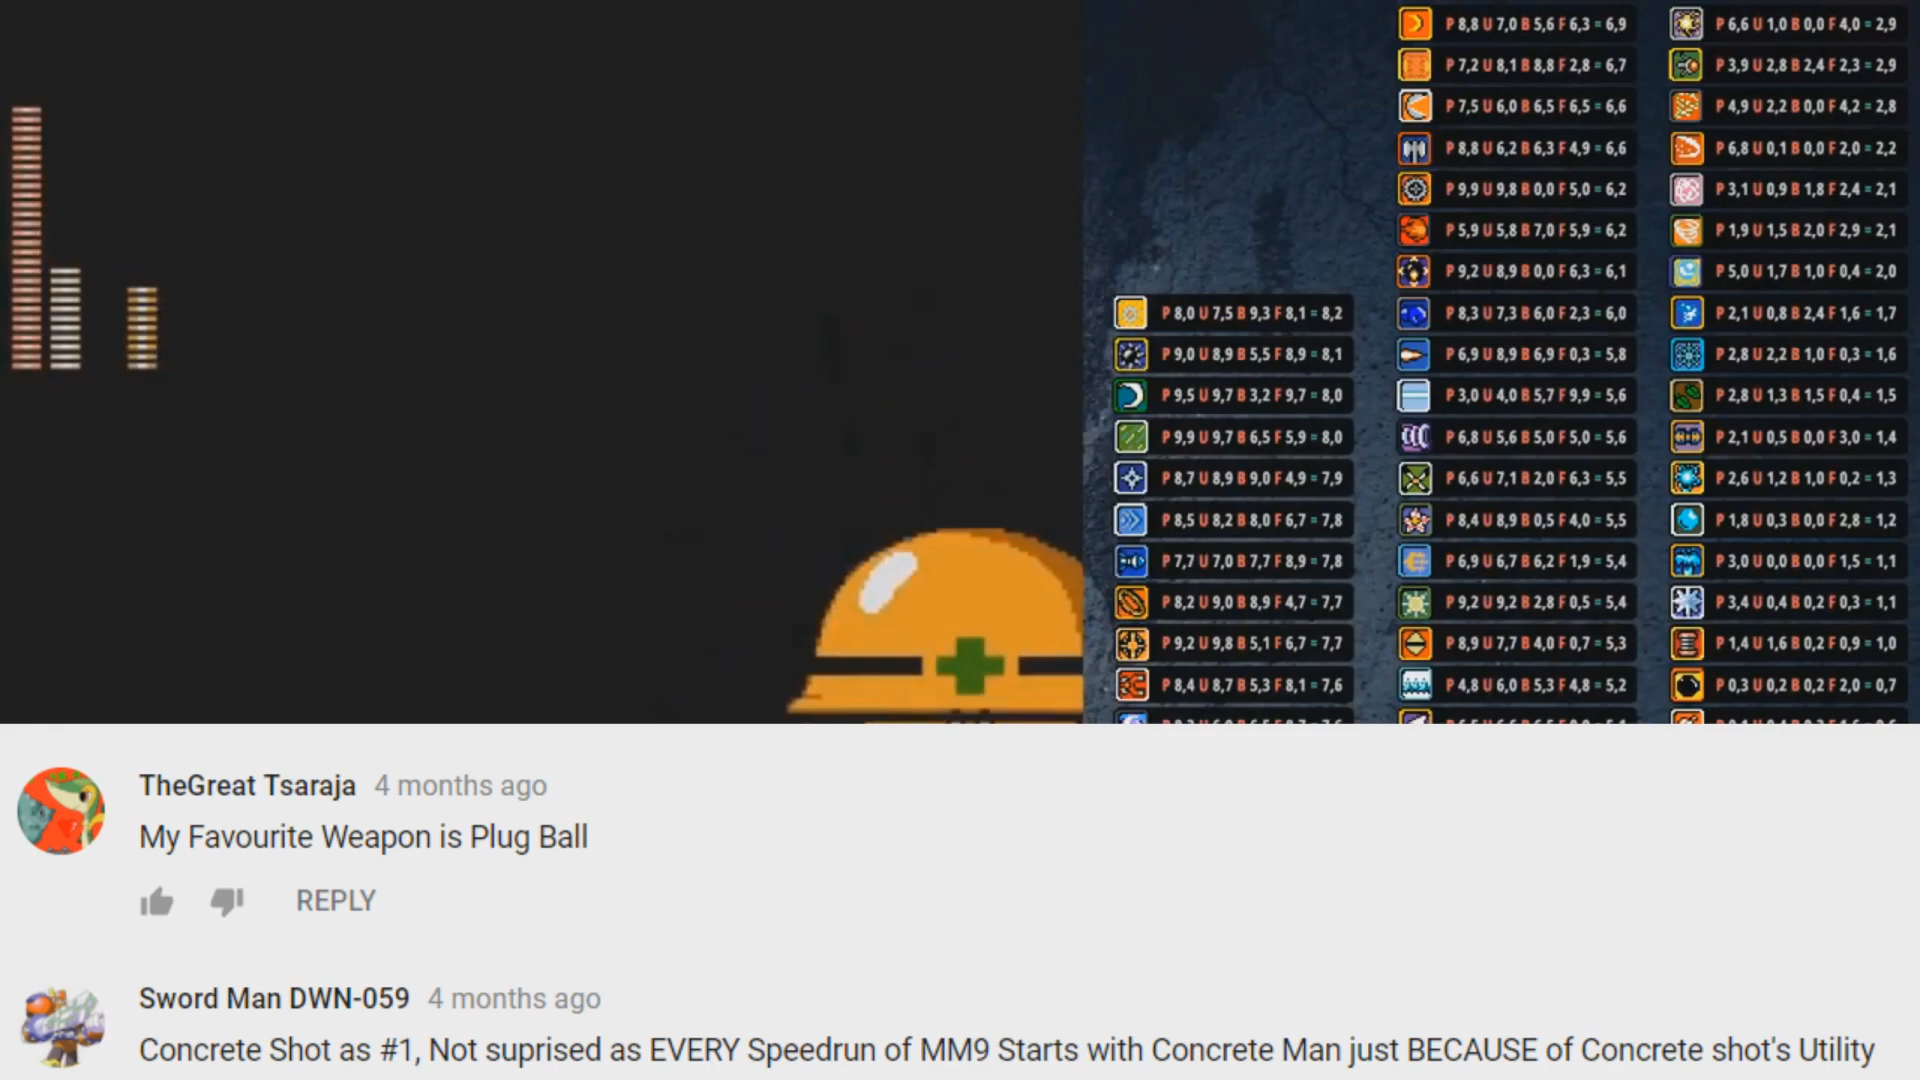 P 8,0 U 7,5 B 9,3 F 8,1 = 8,2
P 9,0 U 8,9 B 5,5 F 8,9 = 8,1
P 9,5 U 9,7 B 3,2 F 9,7 = 8,0
P 9,9 U 9,7 B 6,5 F 5,9 = 8,0
P 8,7 U 8,9 B 9,0 F 4,9 = 7,9
P 8,5 U 8,2 B 8,0 F 6,7 = 7,8
P 7,7 U 7,0 B 7,7 F 8,9 = 7,8
P 8,2 U 9,0 B 8,9 F 4,7 = 7,7
P 9,2 U 9,8 B 5,1 F 6,7 = 7,7
P 8,4 U 8,7 B 5,3 F 8,1 = 7,6
P 8,8 U 7,0 B 5,6 F 6,3 = 6,9
P 7,2 U 8,1 B 8,8 F 2,8 = 6,7
P 7,5 U 6,0 B 6,5 F 6,5 = 6,6
P 8,8 U 6,2 B 6,3 F 4,9 = 6,6
P 9,9 U 9,8 B 0,0 F 5,0 = 6,2
P 5,9 U 5,8 B 7,0 F 5,9 = 6,2
P 9,2 U 8,9 B 0,0 F 6,3 = 6,1
P 8,3 U 7,3 B 6,0 F 2,3 = 6,0
P 6,9 U 8,9 B 6,9 F 0,3 = 5,8
P 3,0 U 4,0 B 5,7 F 9,9 = 5,6
P 6,8 U 5,6 B 5,0 F 5,0 = 5,6
P 6,6 U 7,1 B 2,0 F 6,3 = 5,5
P 8,4 U 8,9 B 0,5 F 4,0 = 5,5
P 6,9 U 6,7 B 6,2 F 1,9 = 5,4
P 9,2 U 9,2 B 2,8 F 0,5 = 5,4
P 8,9 U 7,7 B 4,0 F 0,7 = 5,3
P 4,8 U 6,0 B 5,3 F 4,8 = 5,2
P 6,6 U 1,0 B 0,0 F 4,0 = 2,9
P 3,9 U 2,8 B 2,4 F 2,3 = 2,9
P 4,9 U 2,2 B 0,0 F 4,2 = 2,8
P 6,8 U 0,1 B 0,0 F 2,0 = 2,2
P 3,1 U 0,9 B 1,8 F 2,4 = 2,1
P 1,9 U 1,5 B 2,0 F 2,9 = 2,1
P 5,0 U 1,7 B 1,0 F 0,4 = 2,0
P 2,1 U 0,8 B 2,4 F 1,6 = 1,7
P 2,8 U 2,2 B 1,0 F 0,3 = 1,6
P 2,8 U 1,3 B 1,5 F 0,4 = 1,5
P 2,1 U 0,5 B 0,0 F 3,0 = 1,4
P 2,6 U 1,2 B 1,0 F 0,2 = 1,3
P 1,8 U 0,3 B 0,0 F 2,8 = 1,2
P 3,0 U 0,0 B 0,0 F 1,5 = 1,1
P 3,4 U 0,4 B 0,2 F 0,3 = 1,1
P 1,4 U 1,6 B 0,2 F 0,9 = 1,0
P 0,3 U 0,2 B 0,2 F 2,0 = 0,7
TheGreat Tsaraja 4 months ago
My Favourite Weapon is Plug Ball
REPLY
Sword Man DWN-059 4 months ago
Concrete Shot as #1, Not suprised as EVERY Speedrun of MM9 Starts with Concrete Man just BECAUSE of Concrete shot's Utility